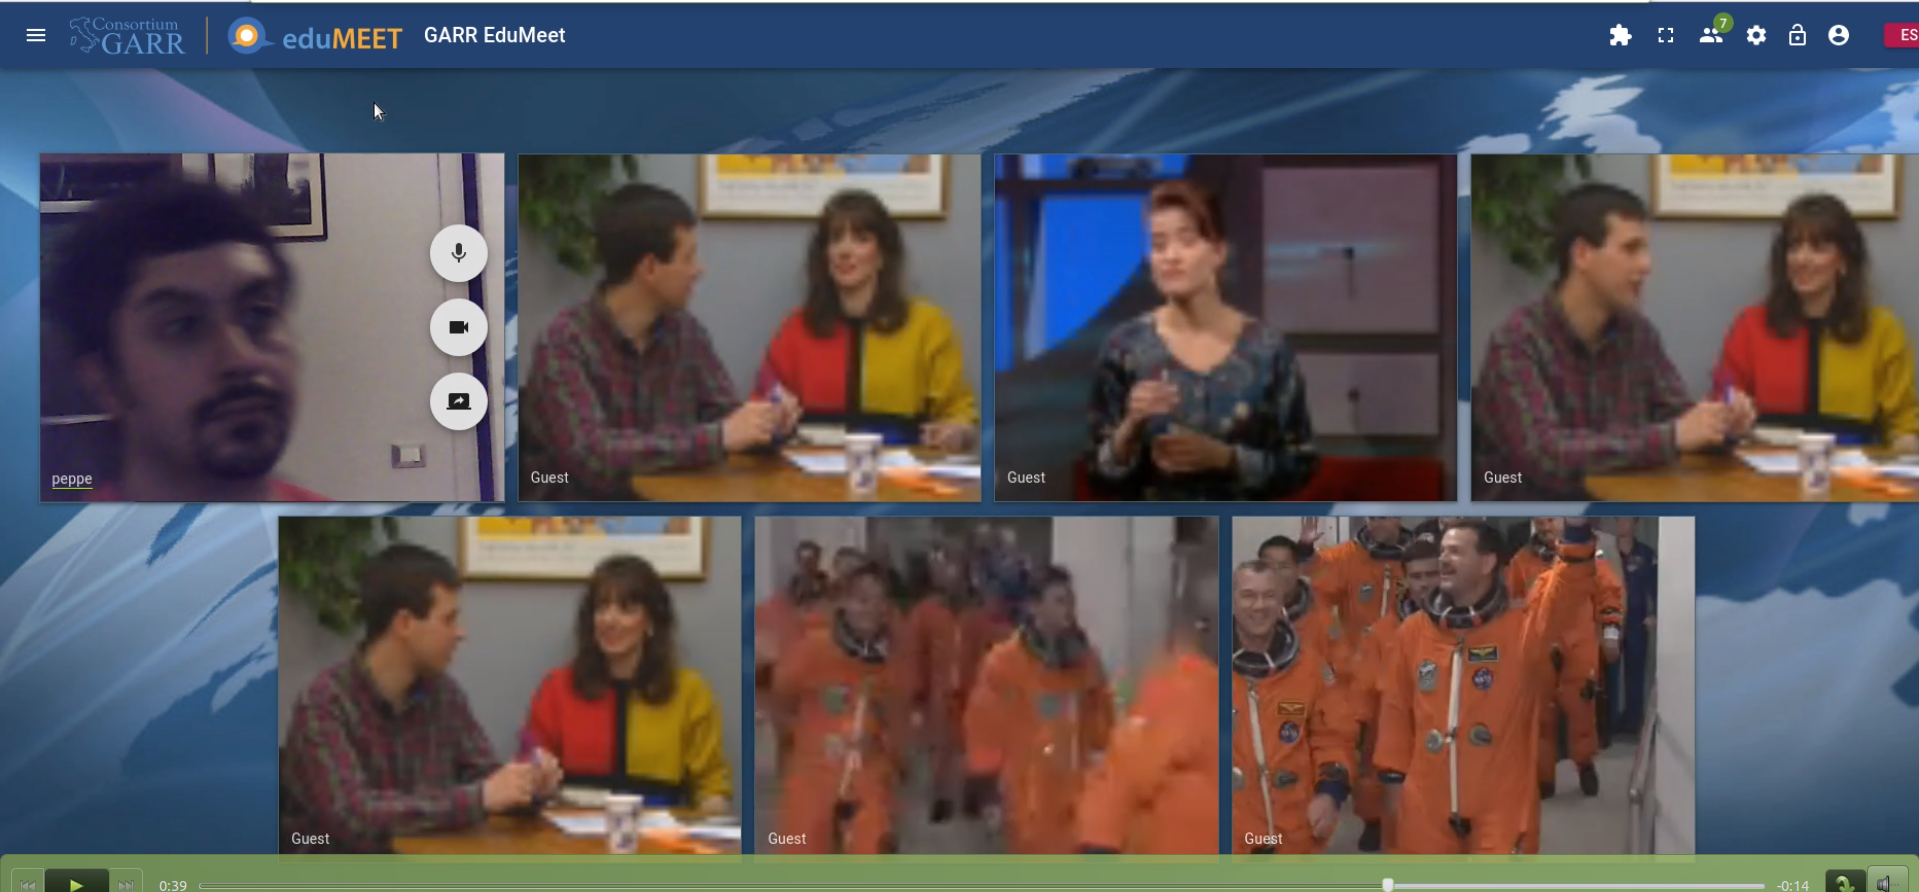 Consortium
GARR
eduMEET
GARR EduMeet
7
ES
peppe
Guest
Guest
Guest
Guest
Guest
Guest
0:39
-0:14